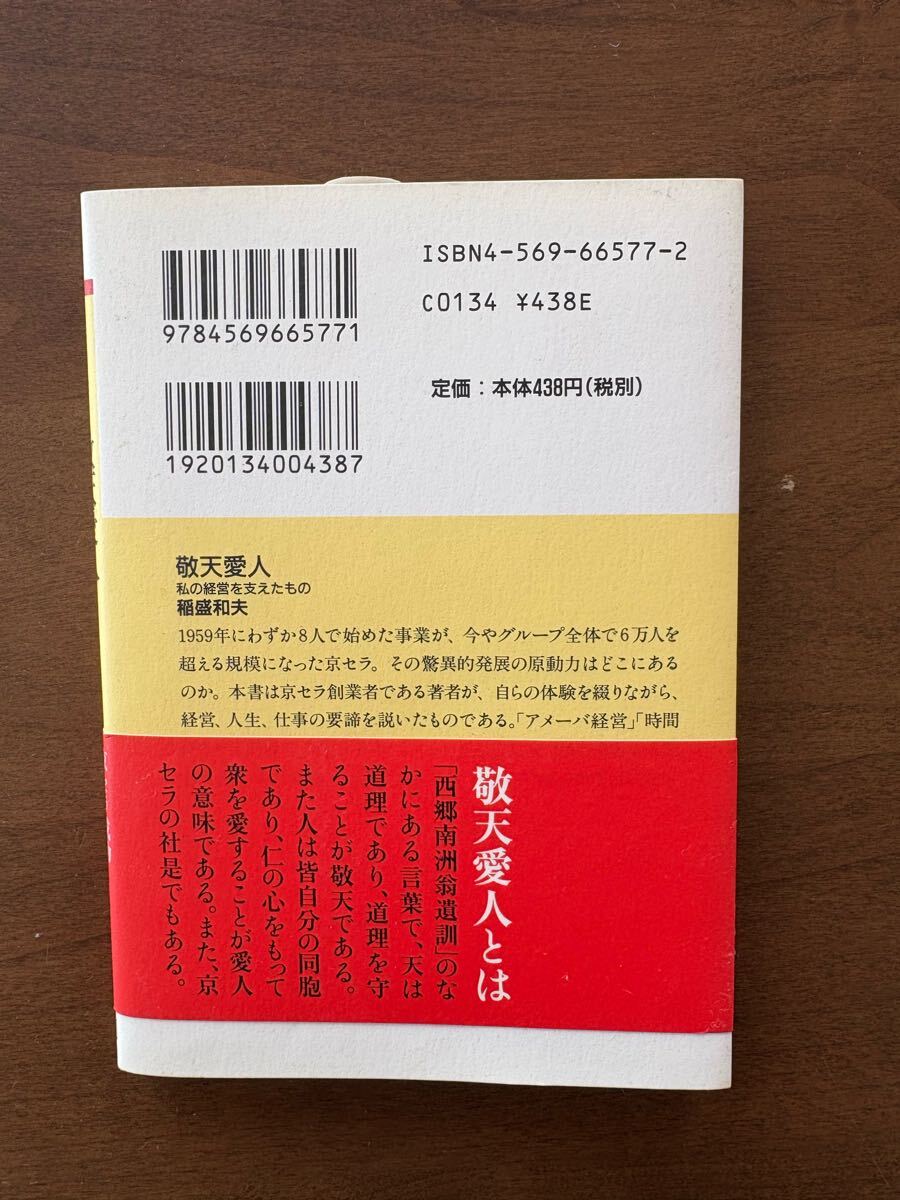 ISBN4-569-66577-2
C0134 ¥438E
9784569665771
定価：本体438円(税別)
1920134004387
敬天愛人
私の経営を支えたもの
稲盛和夫
1959年にわずか8人で始めた事業が、今やグループ全体で6万人を
超える規模になった京セラ。その驚異的発展の原動力はどこにある
のか。本書は京セラ創業者である著者が、自らの体験を綴りながら、
経営、人生、仕事の要諦を説いたものである。「アメーバ経営」「時間
敬天愛人とは
「西郷南洲翁遺訓」のな
かにある言葉で、天は
道理であり、道理を守
ることが敬天である。
また人は皆自分の同胞
であり、仁の心をもって
衆を愛することが愛人
の意味である。また、京
セラの社是でもある。